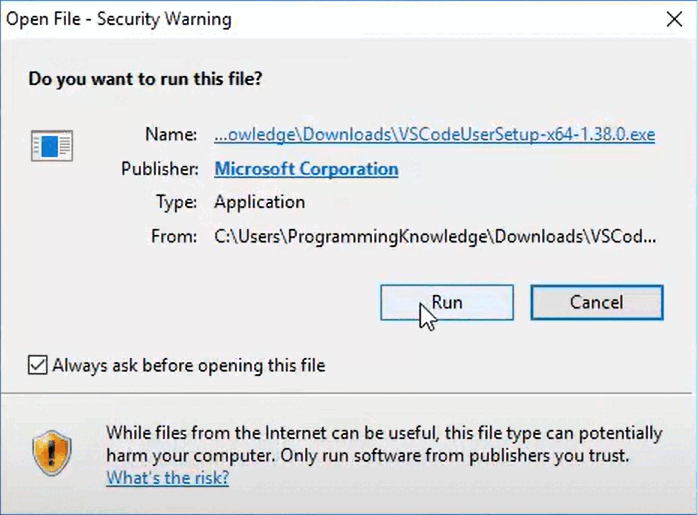 Open File - Security Warning
Do you want to run this file?
Name: ...owledge\Downloads\VSCodeUserSetup-x64-1.38.0.exe
Publisher: Microsoft Corporation
Type: Application
From: C:\Users\ProgrammingKnowledge\Downloads\VSCod...
Run Cancel
Always ask before opening this file
While files from the Internet can be useful, this file type can potentially
harm your computer. Only run software from publishers you trust.
What's the risk?